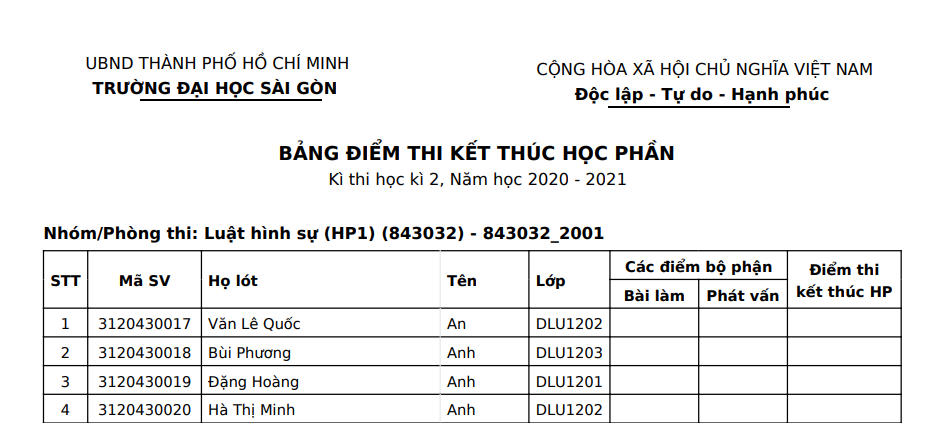 UBND THÀNH PHỐ HỒ CHÍ MINH
TRƯỜNG ĐẠI HỌC SÀI GÒN
CỘNG HÒA XÃ HỘI CHỦ NGHĨA VIỆT NAM
Độc lập - Tự do - Hạnh phúc
BẢNG ĐIỂM THI KẾT THÚC HỌC PHẦN
Kì thi học kì 2, Năm học 2020 - 2021
Nhóm/Phòng thi: Luật hình sự (HP1) (843032) - 843032_2001
STT Mã SV Họ lót Tên Lớp Các điểm bộ phận Điểm thi
kết thúc HP
Bài làm Phát vấn
1 3120430017 Văn Lê Quốc An DLU1202
2 3120430018 Bùi Phương Anh DLU1203
3 3120430019 Đặng Hoàng Anh DLU1201
4 3120430020 Hà Thị Minh Anh DLU1202